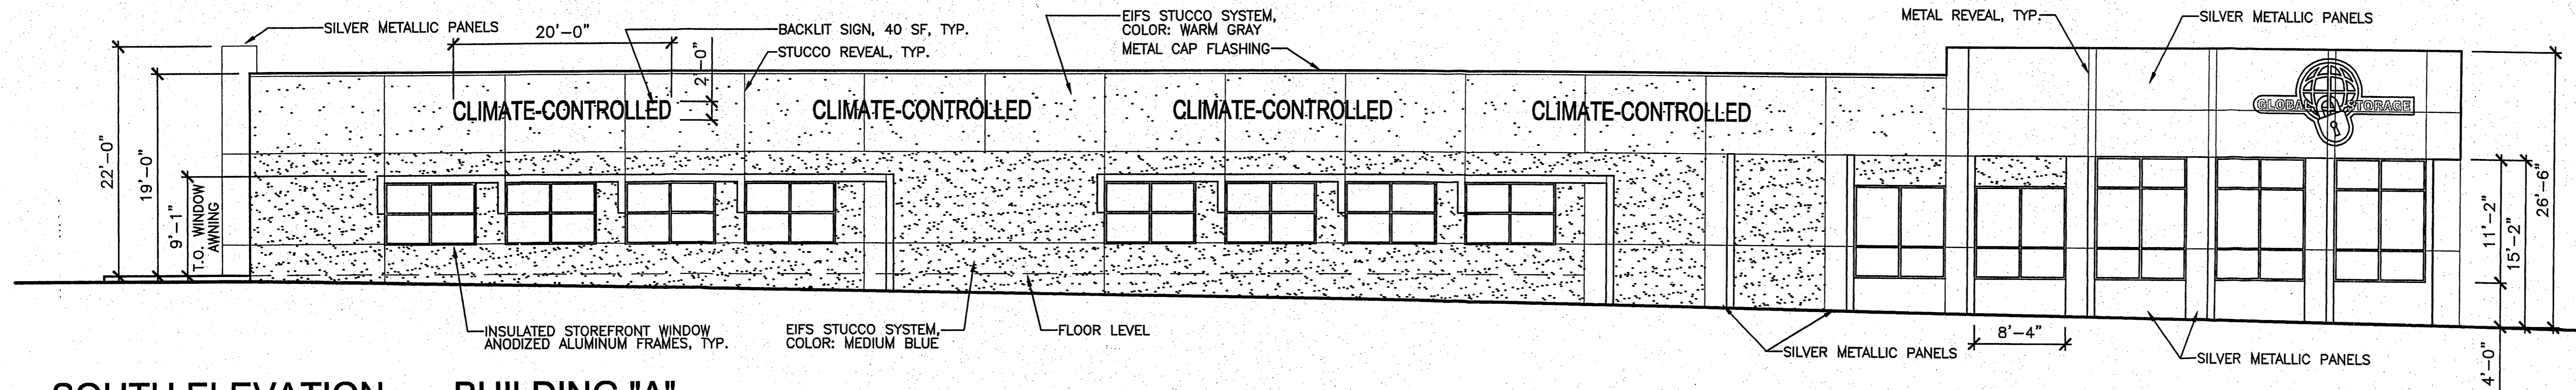 SILVER METALLIC PANELS
20'-0"
BACKLIT SIGN, 40 SF, TYP.
STUCCO REVEAL, TYP.
2'-0"
EIFS STUCCO SYSTEM,
COLOR: WARM GRAY
METAL CAP FLASHING
METAL REVEAL, TYP.
SILVER METALLIC PANELS
CLIMATE-CONTROLLED
CLIMATE-CONTROLLED
CLIMATE-CONTROLLED
CLIMATE-CONTROLLED
GLOBAL STORAGE
22'-0"
19'-0"
9'-1"
T.O. WINDOW
AWNING
11'-2"
15'-2"
26'-6"
4'-0"
INSULATED STOREFRONT WINDOW
ANODIZED ALUMINUM FRAMES, TYP.
EIFS STUCCO SYSTEM,
COLOR: MEDIUM BLUE
FLOOR LEVEL
SILVER METALLIC PANELS
8'-4"
SILVER METALLIC PANELS
SOUTH ELEVATION BUILDING "A"